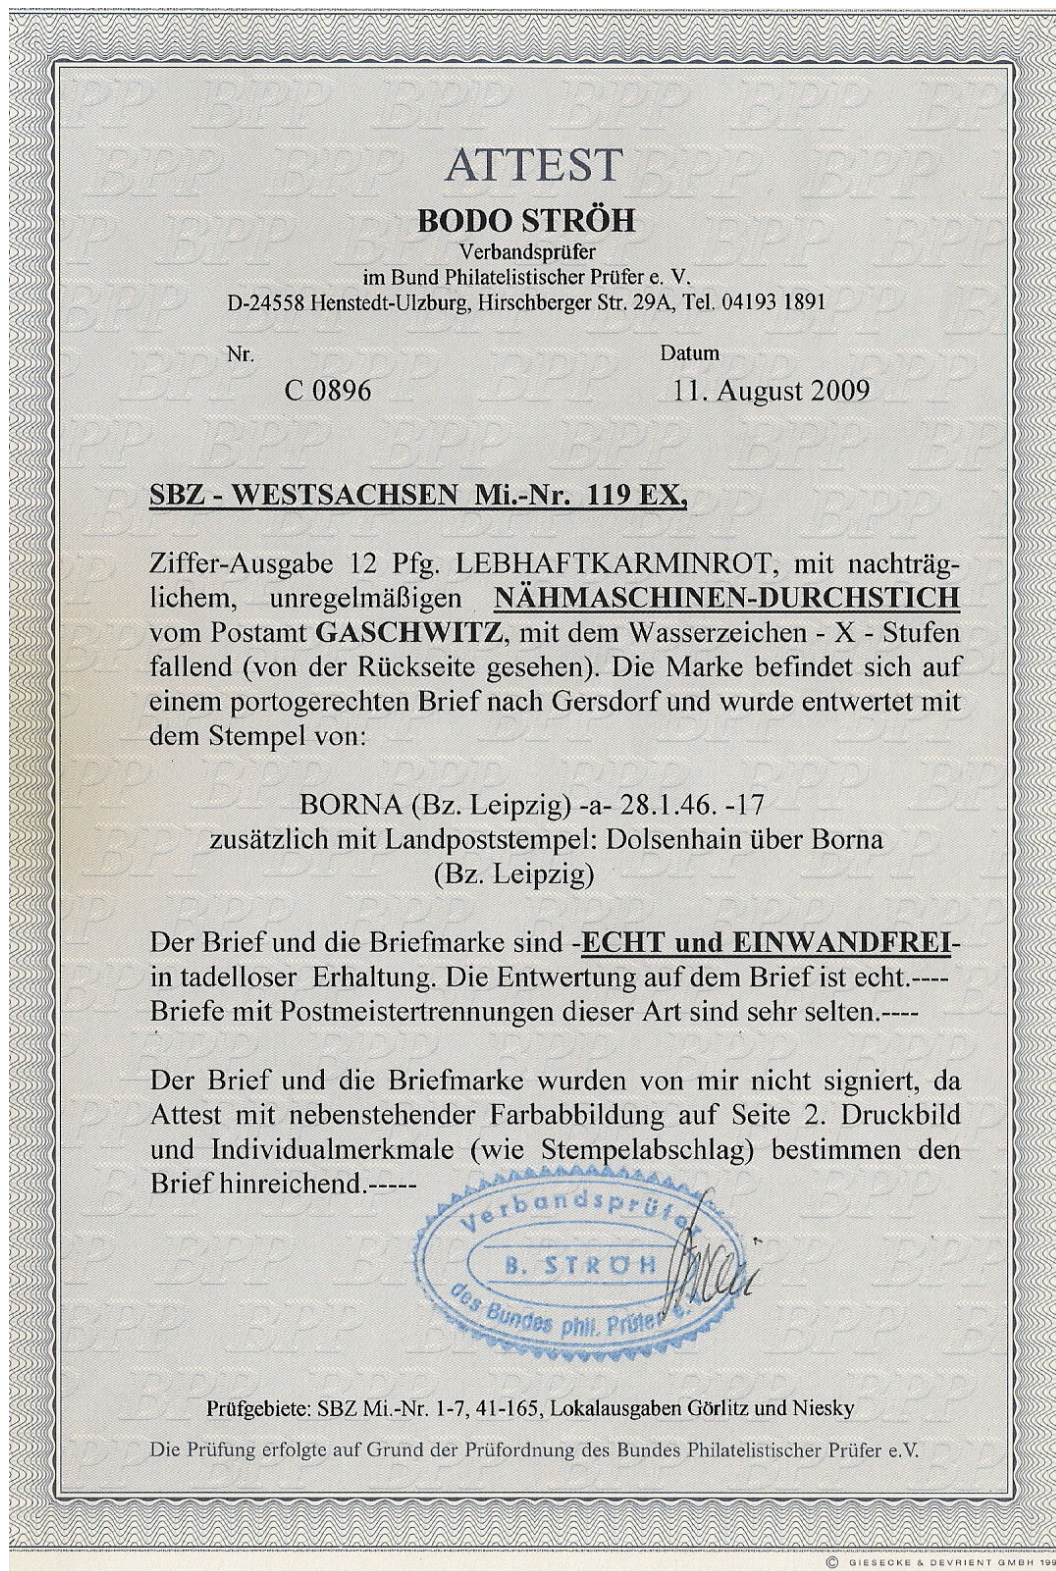 ATTEST
BODO STRÖH
Verbandsprüfer
im Bund Philatelistischer Prüfer e. V.
D-24558 Henstedt-Ulzburg, Hirschberger Str. 29A, Tel. 04193 1891
Nr. Datum
C 0896 11. August 2009
SBZ - WESTSACHSEN Mi.-Nr. 119 EX,
Ziffer-Ausgabe 12 Pfg. LEBHAFTKARMINROT, mit nachträg-
lichem, unregelmäßigen NÄHMASCHINEN-DURCHSTICH
vom Postamt GASCHWITZ, mit dem Wasserzeichen - X - Stufen
fallend (von der Rückseite gesehen). Die Marke befindet sich auf
einem portogerechten Brief nach Gersdorf und wurde entwertet mit
dem Stempel von:
BORNA (Bz. Leipzig) -a- 28.1.46. -17
zusätzlich mit Landpoststempel: Dolsenhain über Borna
(Bz. Leipzig)
Der Brief und die Briefmarke sind -ECHT und EINWANDFREI-
in tadelloser Erhaltung. Die Entwertung auf dem Brief ist echt.----
Briefe mit Postmeistertrennungen dieser Art sind sehr selten.----
Der Brief und die Briefmarke wurden von mir nicht signiert, da
Attest mit nebenstehender Farbabbildung auf Seite 2. Druckbild
und Individualmerkmale (wie Stempelabschlag) bestimmen den
Brief hinreichend.-----
Verbandsprüfer
B. STRÖH
des Bundes phil. Prüfer e.
Prüfgebiete: SBZ Mi.-Nr. 1-7, 41-165, Lokalausgaben Görlitz und Niesky
Die Prüfung erfolgte auf Grund der Prüfordnung des Bundes Philatelistischer Prüfer e.V.
© GIESECKE & DEVRIENT GMBH 199